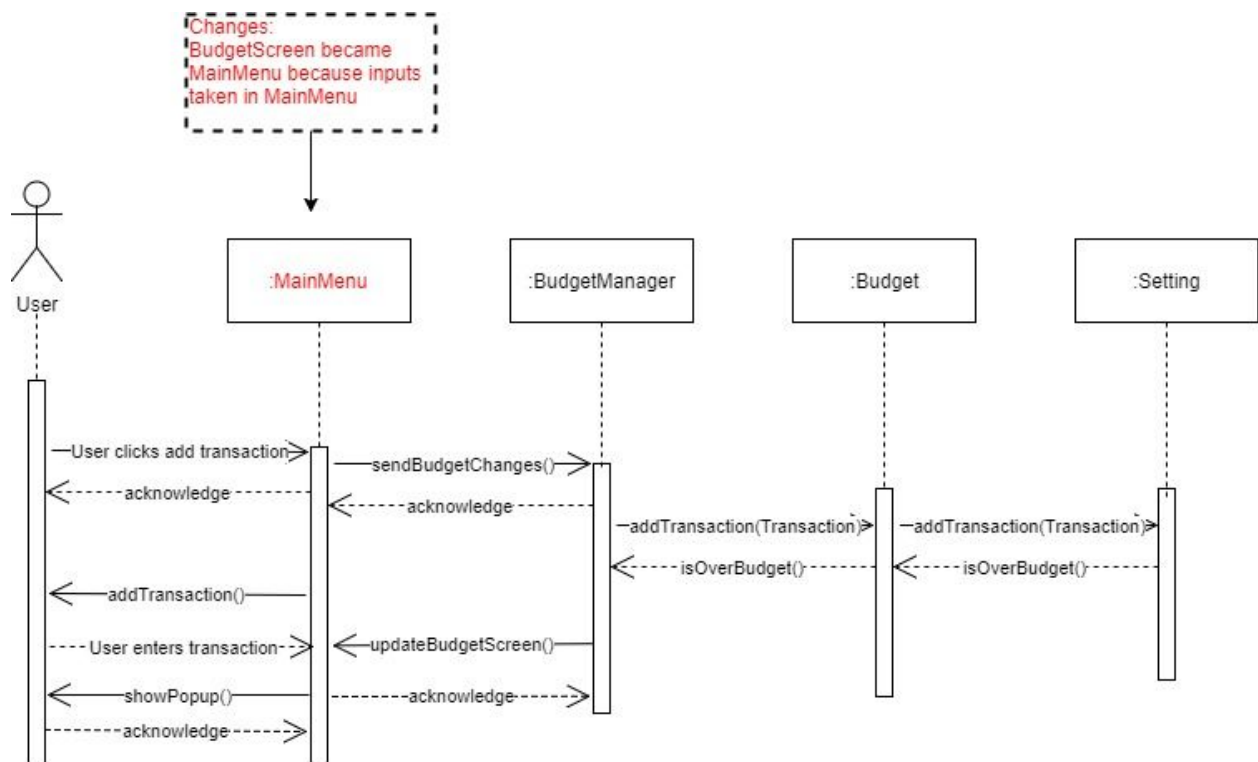 Changes:
BudgetScreen became
MainMenu because inputs
taken in MainMenu
User
:MainMenu
:BudgetManager
:Budget
:Setting
User clicks add transaction
sendBudgetChanges()
acknowledge
acknowledge
addTransaction(Transaction)
addTransaction(Transaction)
isOverBudget()
isOverBudget()
addTransaction()
User enters transaction
updateBudgetScreen()
showPopup()
acknowledge
acknowledge